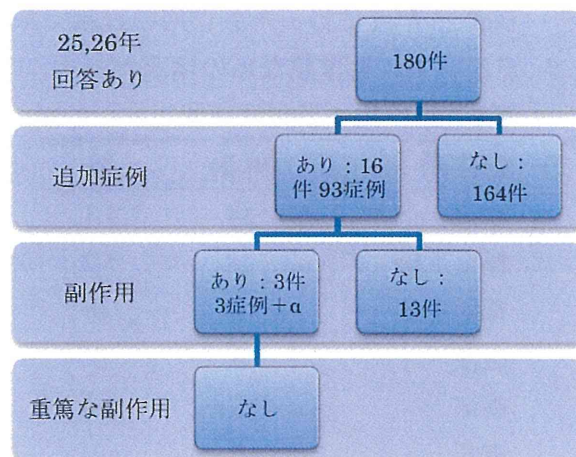 25,26年
回答あり
180件
追加症例
あり：16
件 93症例
なし：
164件
副作用
あり：3件
3症例＋α
なし：
13件
重篤な副作用
なし